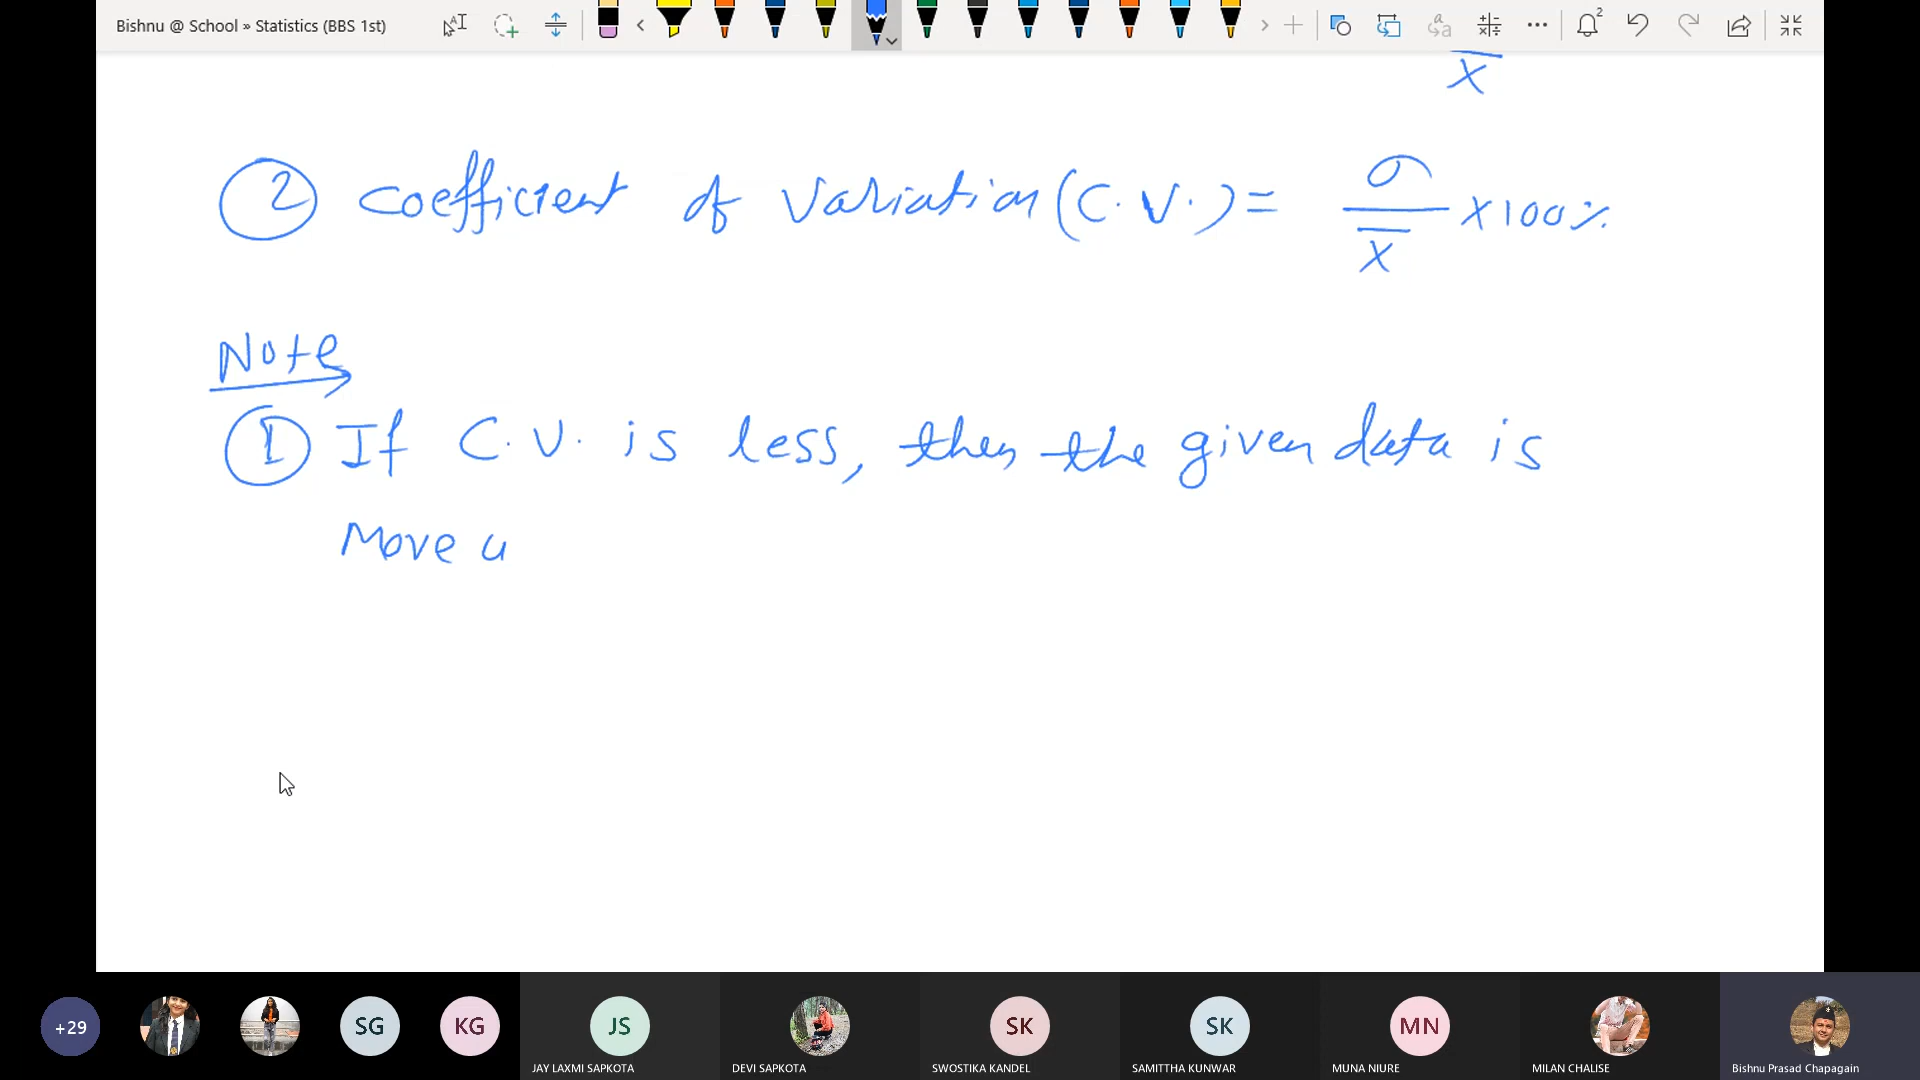 Bishnu @ School » Statistics (BBS 1st)
2
x̄
② Coefficient of Variation (C.V.) = σ/x̄ × 100%
Note
① If C.V. is less, then the given data is
More u
+29
SG
KG
JS
SK
SK
MN
JAY LAXMI SAPKOTA
DEVI SAPKOTA
SWOSTIKA KANDEL
SAMITTHA KUNWAR
MUNA NIURE
MILAN CHALISE
Bishnu Prasad Chapagain